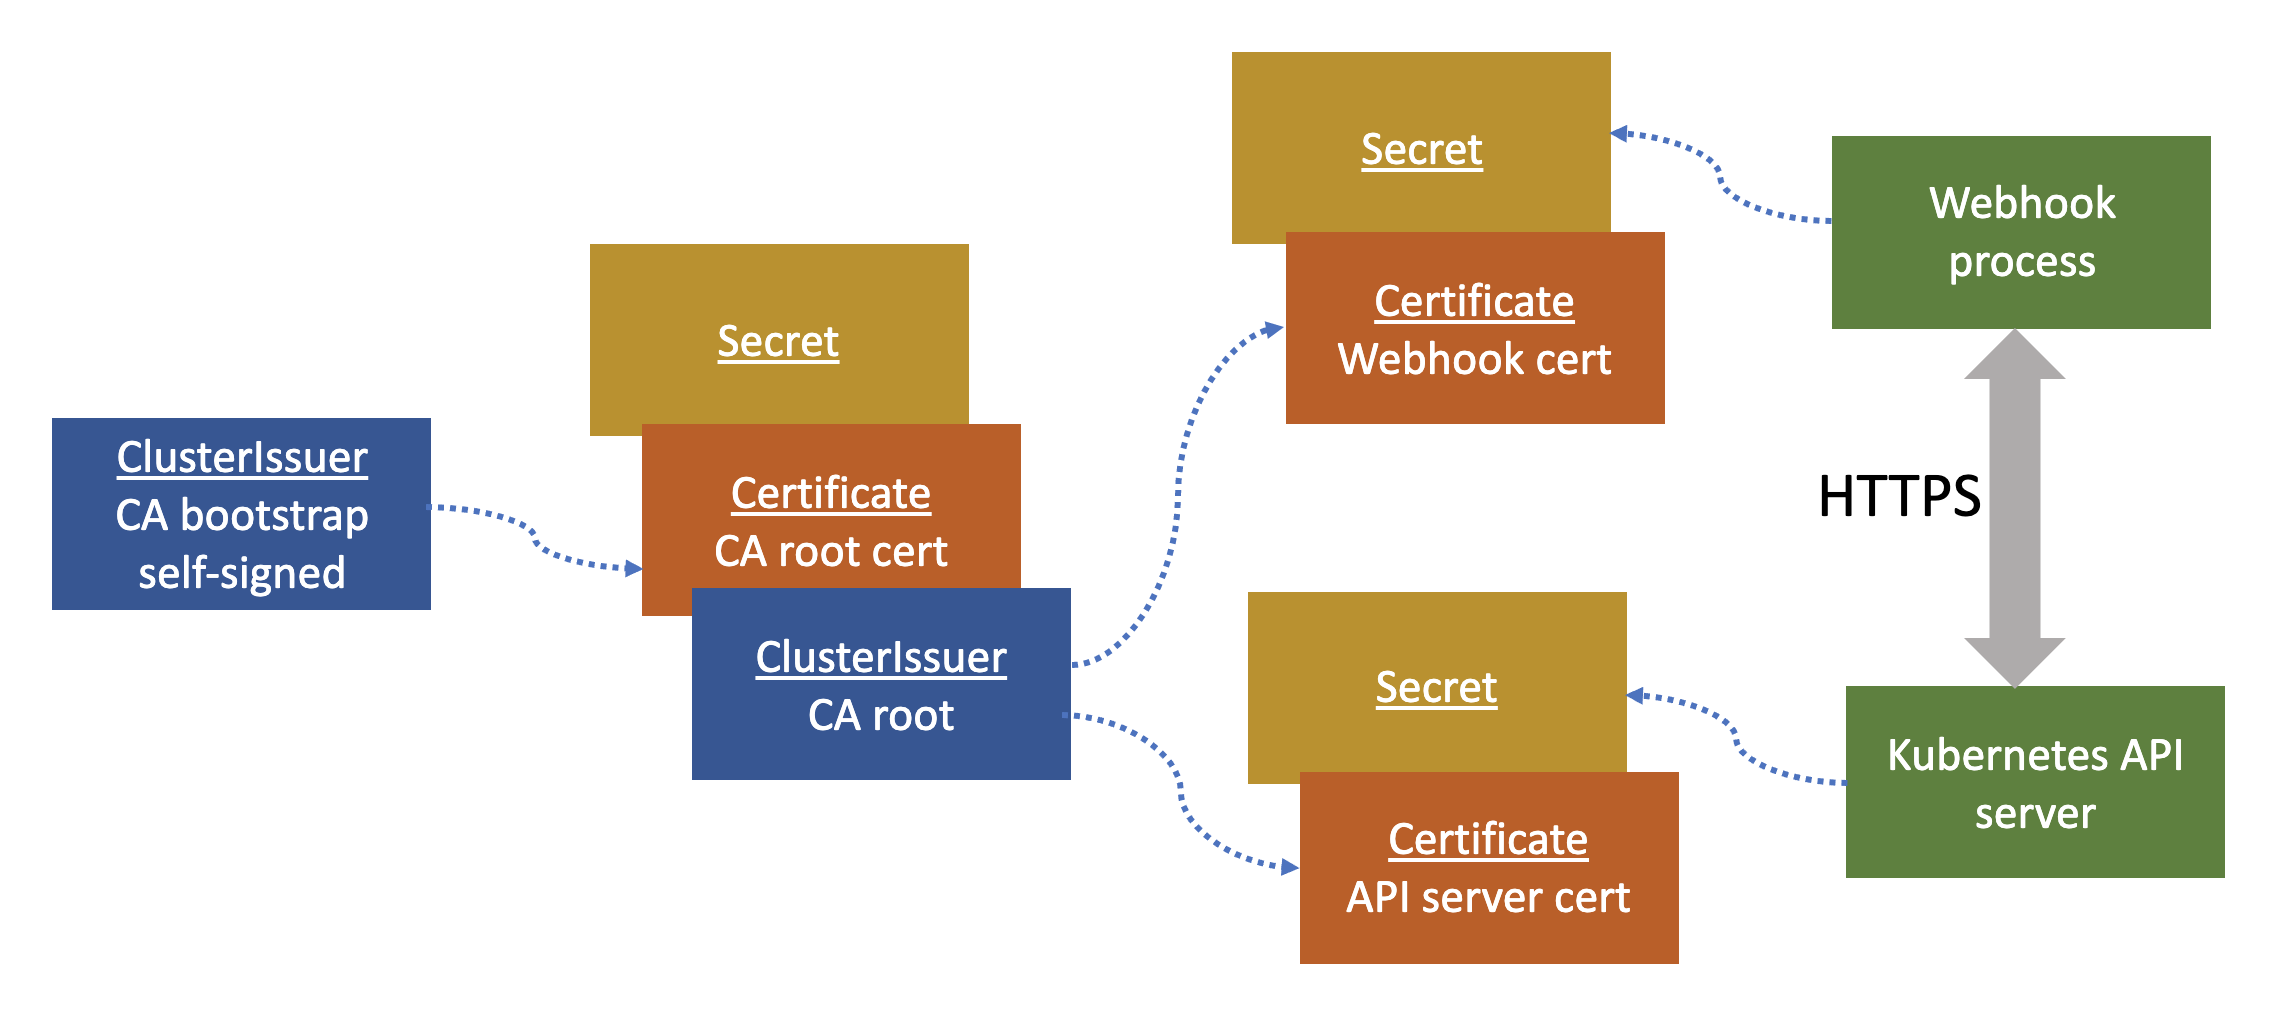 ClusterIssuer
CA bootstrap
self-signed
Secret
Certificate
CA root cert
ClusterIssuer
CA root
Secret
Certificate
Webhook cert
Secret
Certificate
API server cert
Webhook
process
HTTPS
Kubernetes API
server